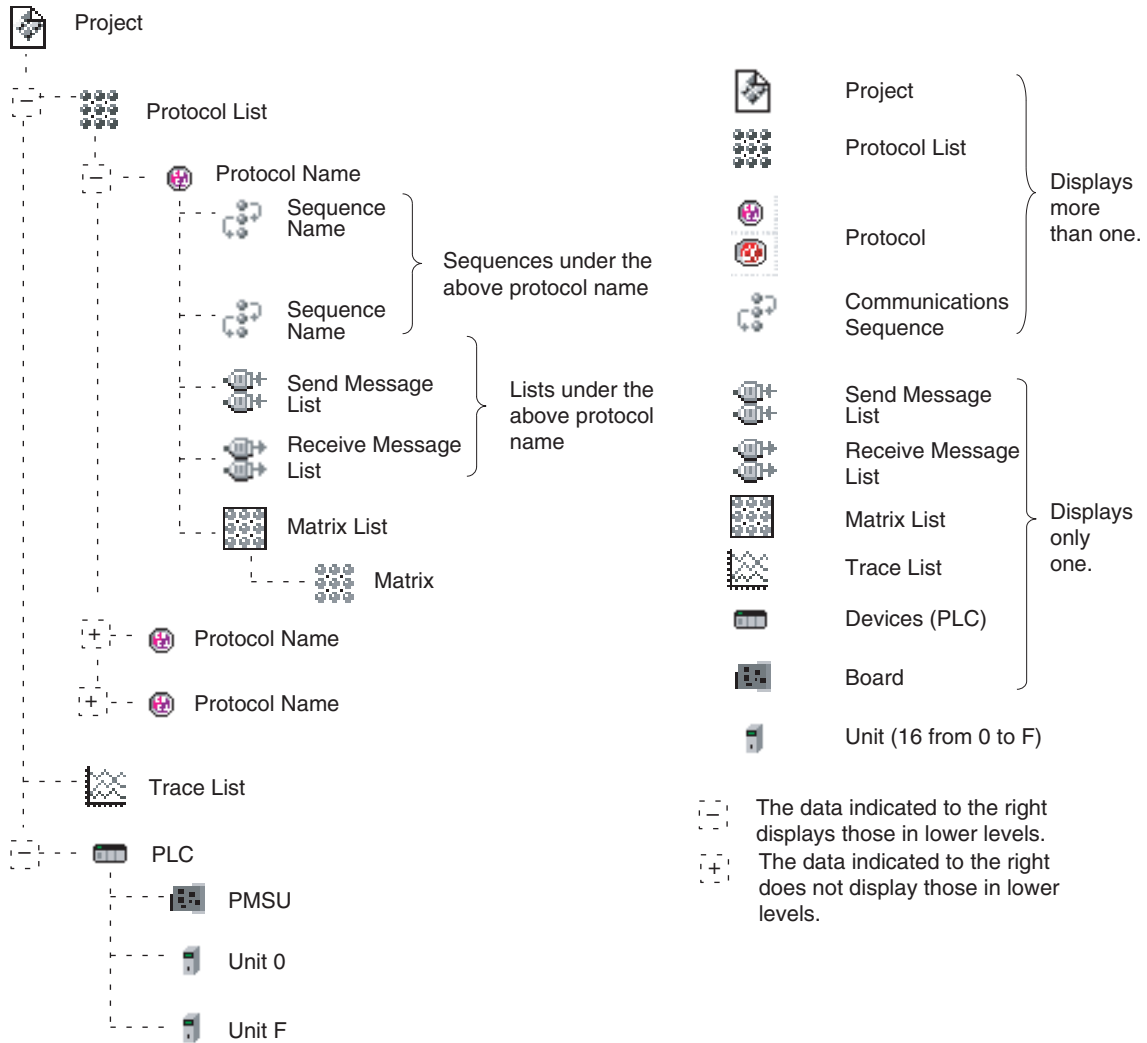 Project
Protocol List
Protocol Name
Sequence
Name
Sequence
Name
Sequences under the
above protocol name
Send Message
List
Receive Message
List
Lists under the
above protocol
name
Matrix List
Matrix
+
Protocol Name
+
Protocol Name
Trace List
PLC
PMSU
Unit 0
Unit F
Project
Protocol List
Protocol
Communications
Sequence
Displays
more
than one.
Send Message
List
Receive Message
List
Matrix List
Trace List
Devices (PLC)
Board
Displays
only
one.
Unit (16 from 0 to F)
− The data indicated to the right
displays those in lower levels.
+ The data indicated to the right
does not display those in lower
levels.